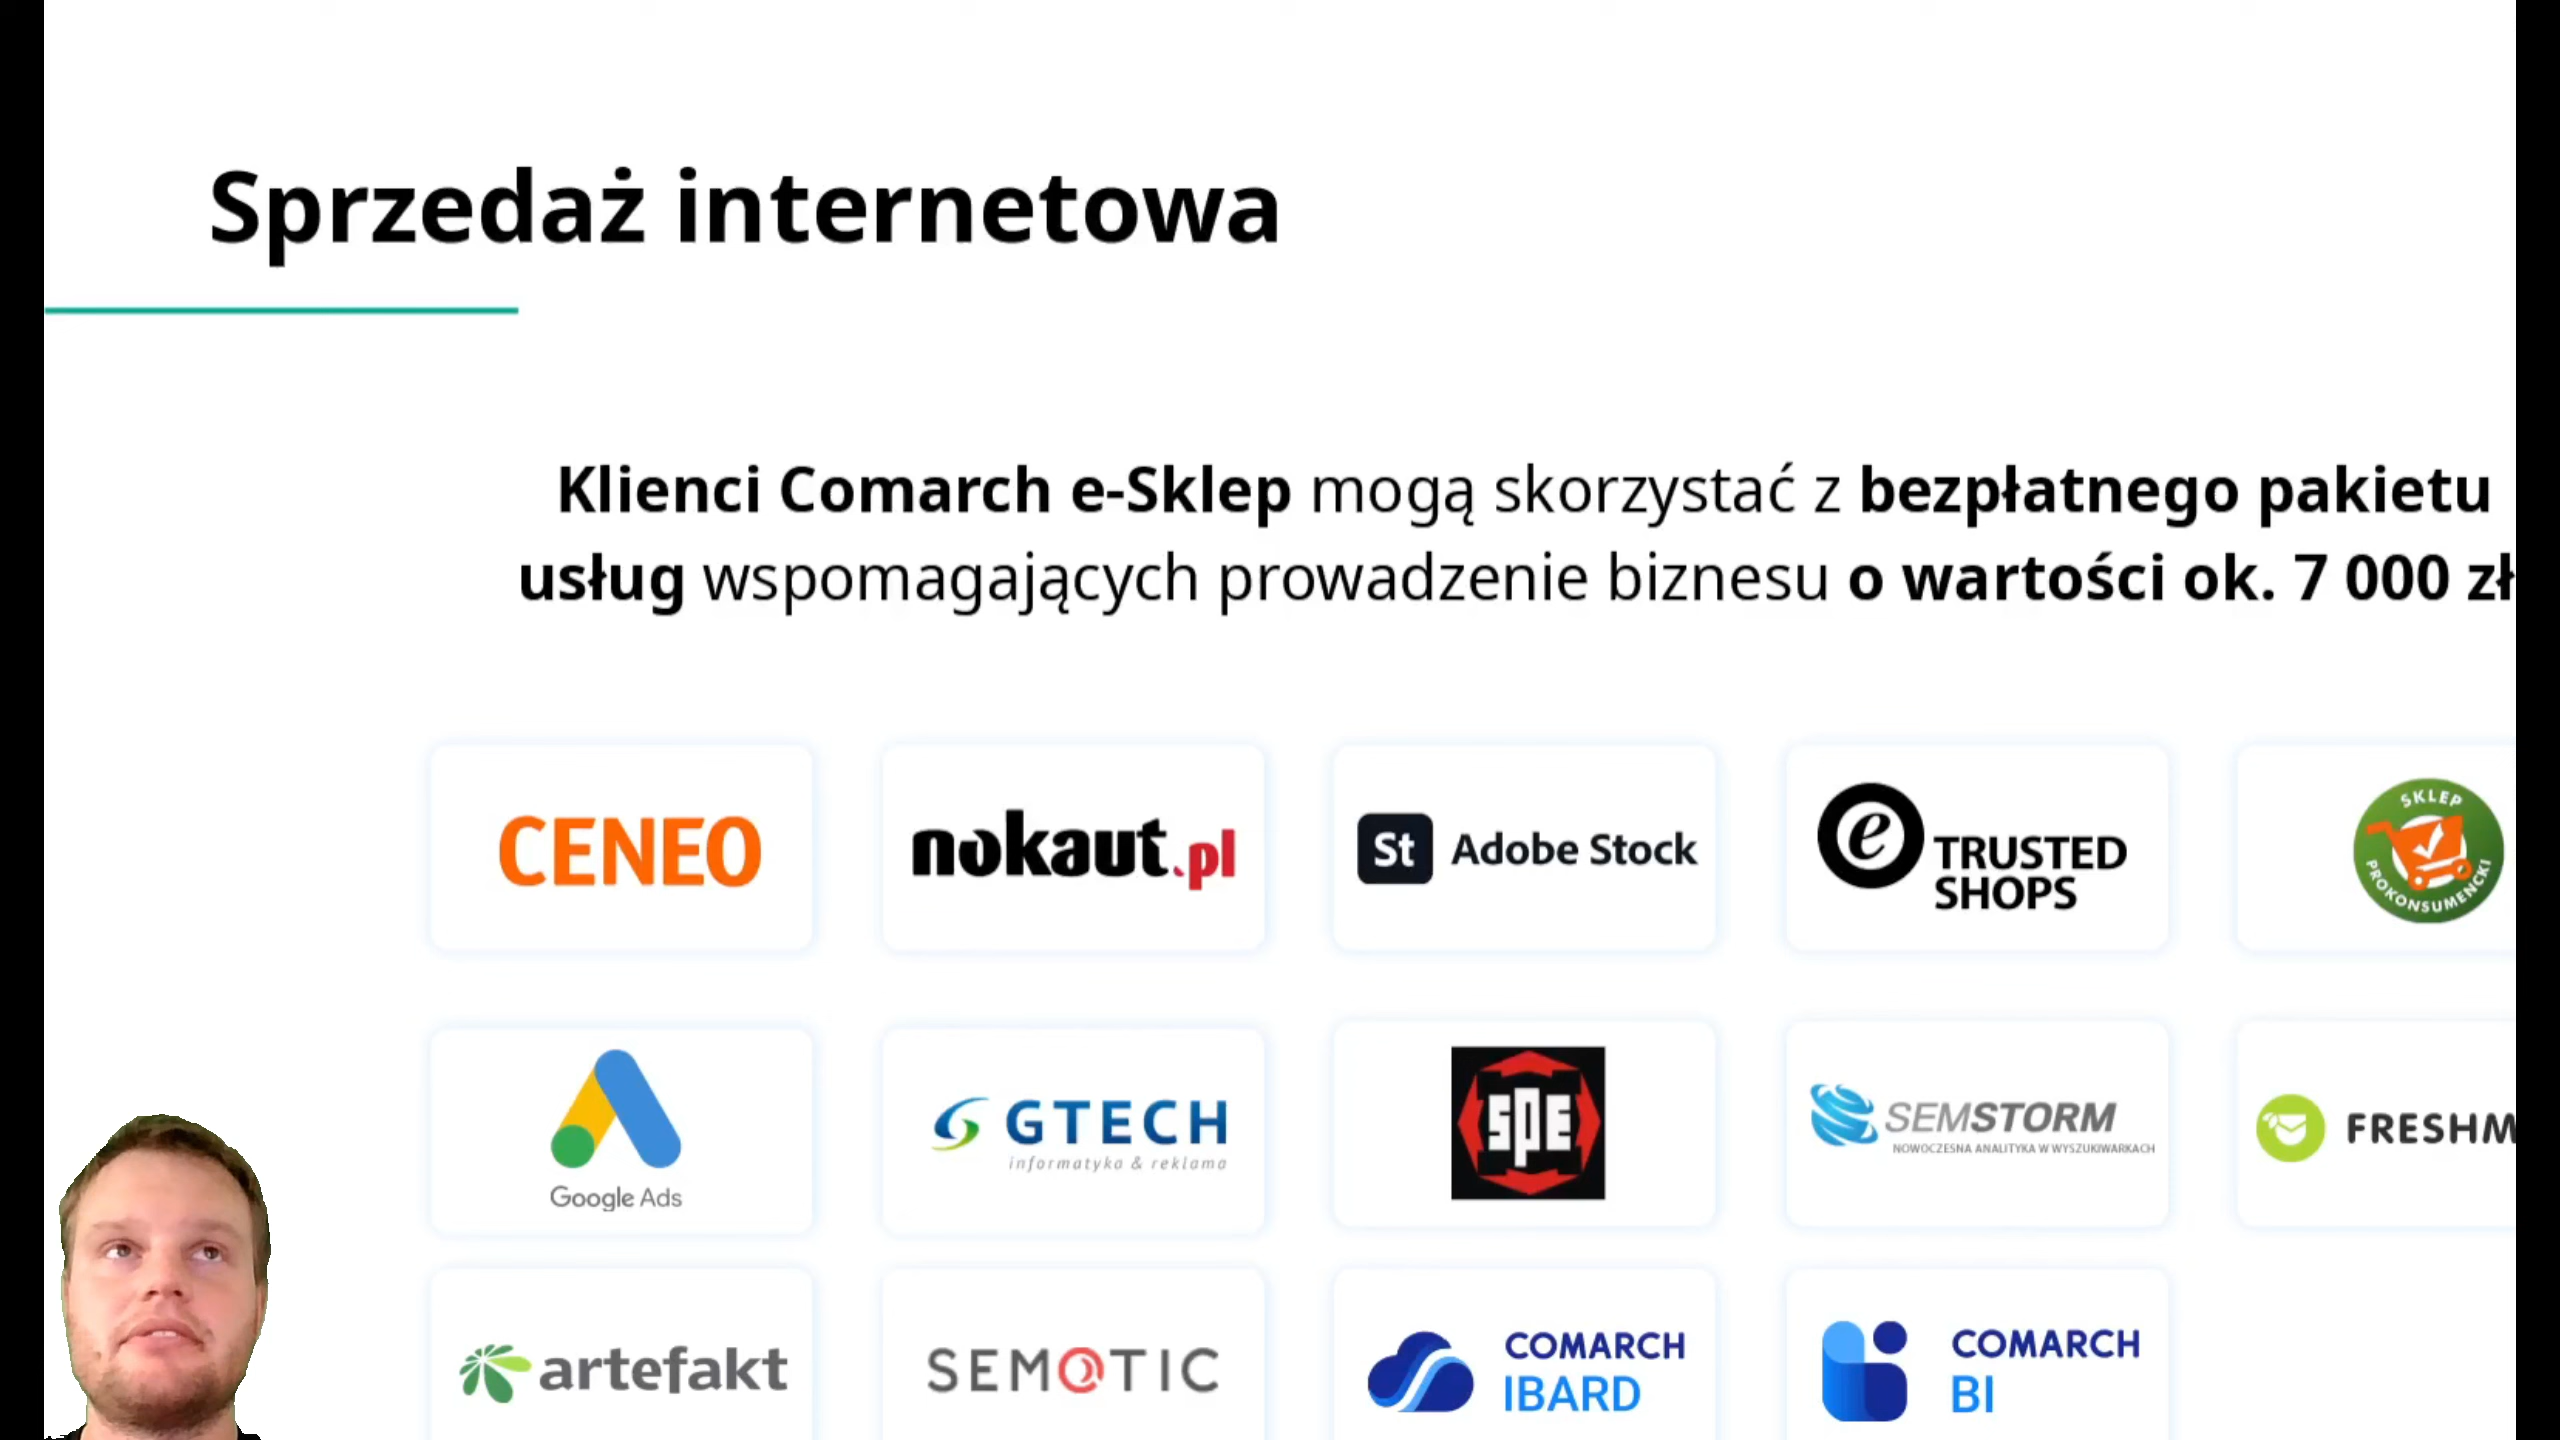 Sprzedaż internetowa
Klienci Comarch e-Sklep mogą skorzystać z bezpłatnego pakietu
usług wspomagających prowadzenie biznesu o wartości ok. 7 000 zł
CENEO
nokaut.pl
St Adobe Stock
e TRUSTED
SHOPS
SKLEP
PROKONSUMENCKI
Google Ads
GTECH
informatyka & reklama
SPE
SEMSTORM
NOWOCZESNA ANALITYKA W WYSZUKIWARKACH
FRESHM
artefakt
SEMOTIC
COMARCH
IBARD
COMARCH
BI